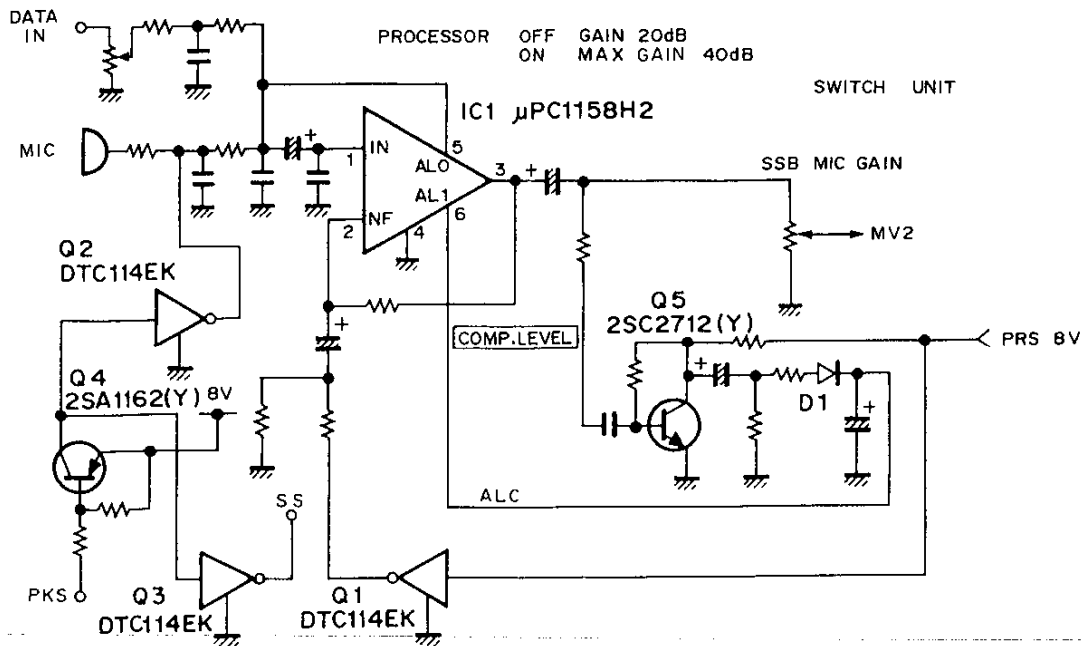 DATA
IN
PROCESSOR OFF GAIN 20dB
ON MAX GAIN 40dB
SWITCH UNIT
IC1 µPC1158H2
MIC
+
1
IN
5
ALO
3
+
SSB MIC GAIN
AL1
6
NF
2
4
MV2
Q2
DTC114EK
Q5
2SC2712(Y)
+
COMP.LEVEL
PRS 8V
+
D1
+
Q4
2SA1162(Y)
8V
SS
ALC
PKS
Q3
DTC114EK
Q1
DTC114EK